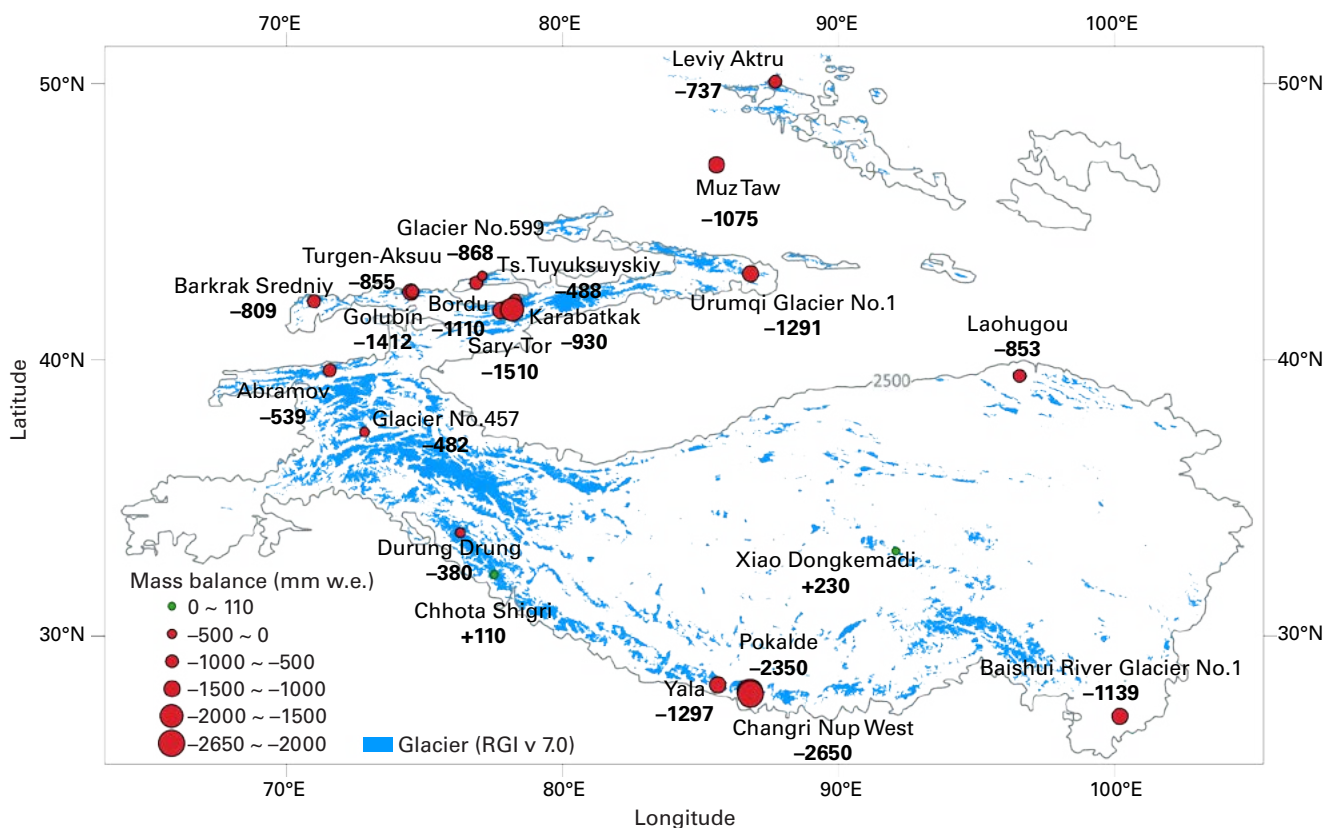 70°E 80°E 90°E 100°E
50°N 50°N
Leviy Aktru
–737
Muz Taw
–1075
Glacier No.599
–868
Turgen-Aksuu
–855
Ts.Tuyuksuyskiy
–488
Barkrak Sredniy
–809
Golubin
–1412
Bordu
–1110
Karabatkak
–930
Sary-Tor
–1510
Urumqi Glacier No.1
–1291
Laohugou
–853
40°N 40°N
2500
Abramov
–539
Glacier No.457
–482
Latitude
Durung Drung
–380
Xiao Dongkemadi
+230
Chhota Shigri
+110
30°N 30°N
Pokalde
–2350
Yala
–1297
Changri Nup West
–2650
Baishui River Glacier No.1
–1139
Mass balance (mm w.e.)
0 ~ 110
–500 ~ 0
–1000 ~ –500
–1500 ~ –1000
–2000 ~ –1500
–2650 ~ –2000
Glacier (RGI v 7.0)
70°E 80°E 90°E 100°E
Longitude